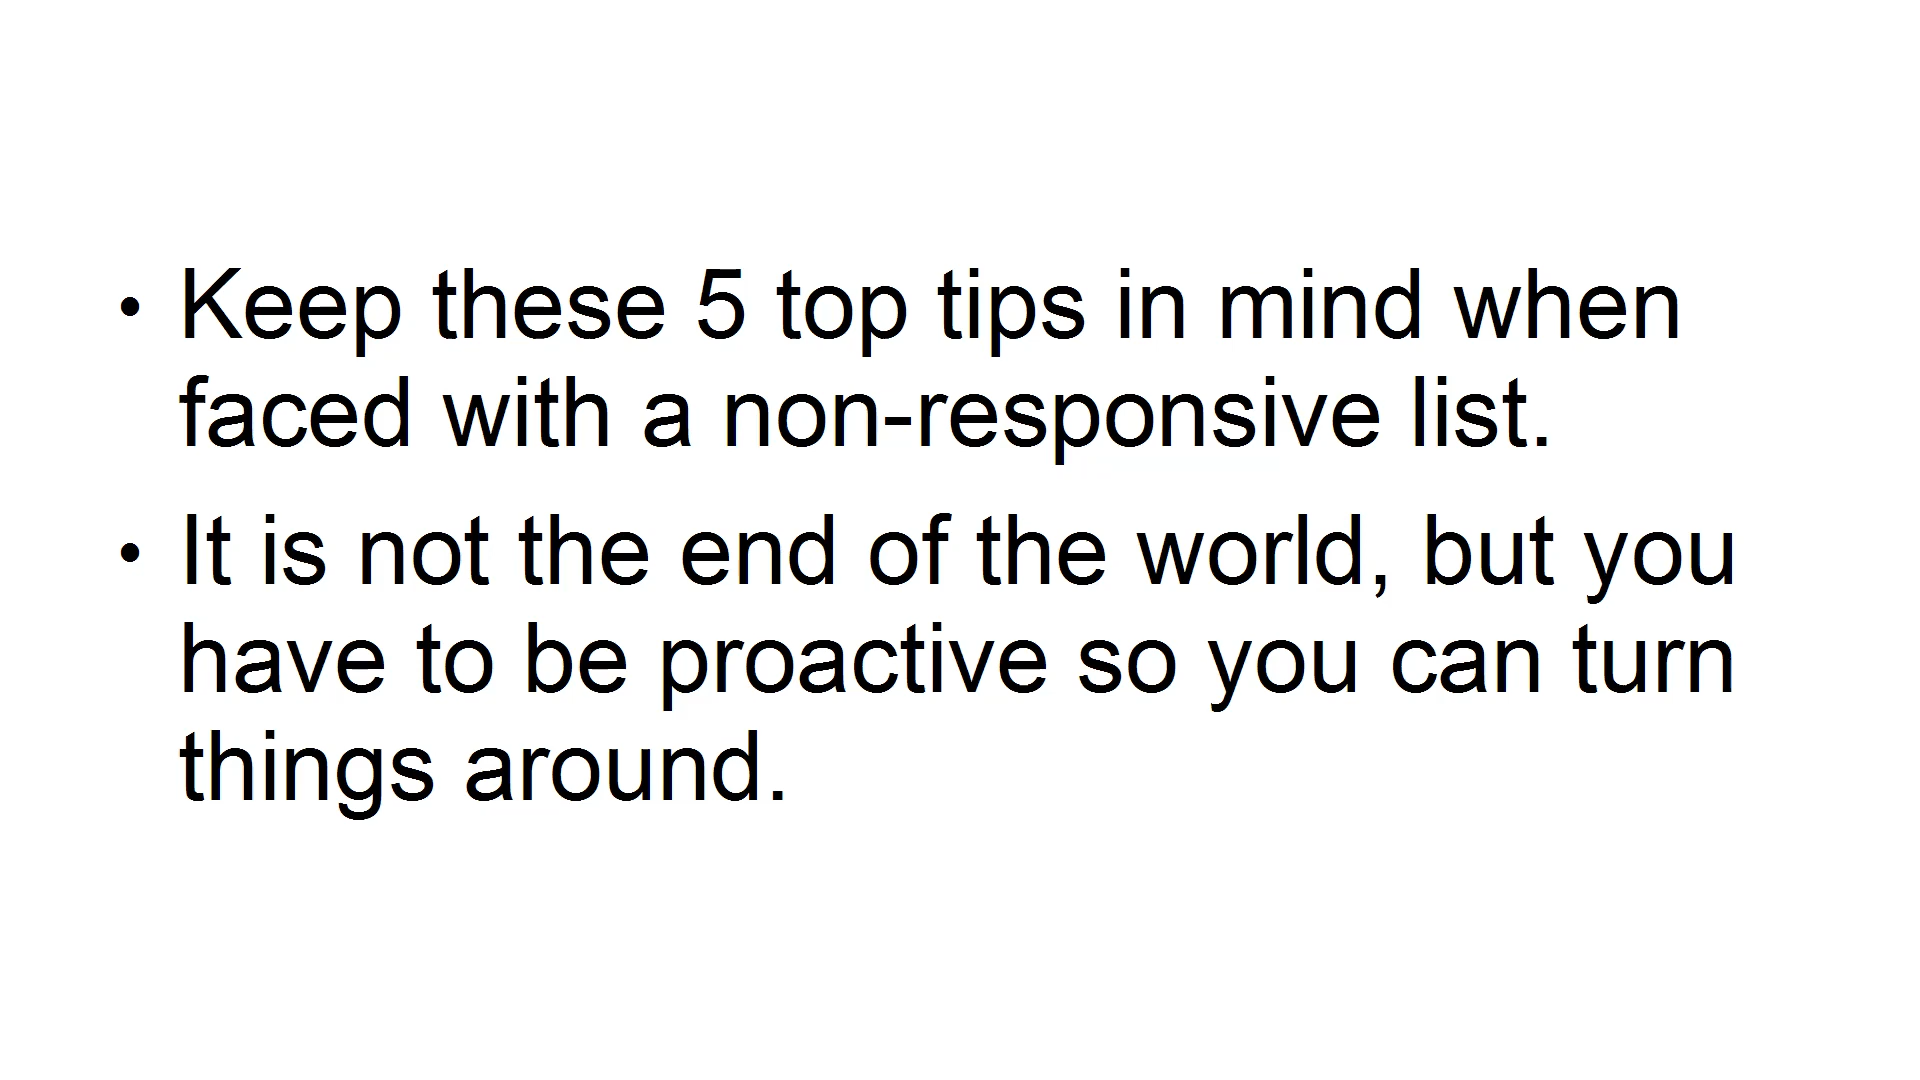 • Keep these 5 top tips in mind when
faced with a non-responsive list.
• It is not the end of the world, but you
have to be proactive so you can turn
things around.